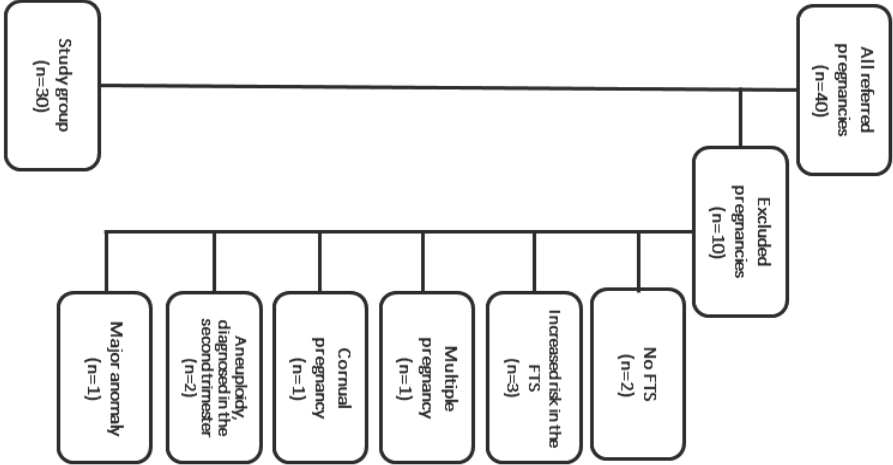 All referred
pregnancies
(n=40)
Excluded
pregnancies
(n=10)
No FTS
(n=2)
Increased risk in the
FTS
(n=3)
Multiple
pregnancy
(n=1)
Cornual
pregnancy
(n=1)
Aneuploidy,
diagnosed in the
second trimester
(n=2)
Major anomaly
(n=1)
Study group
(n=30)